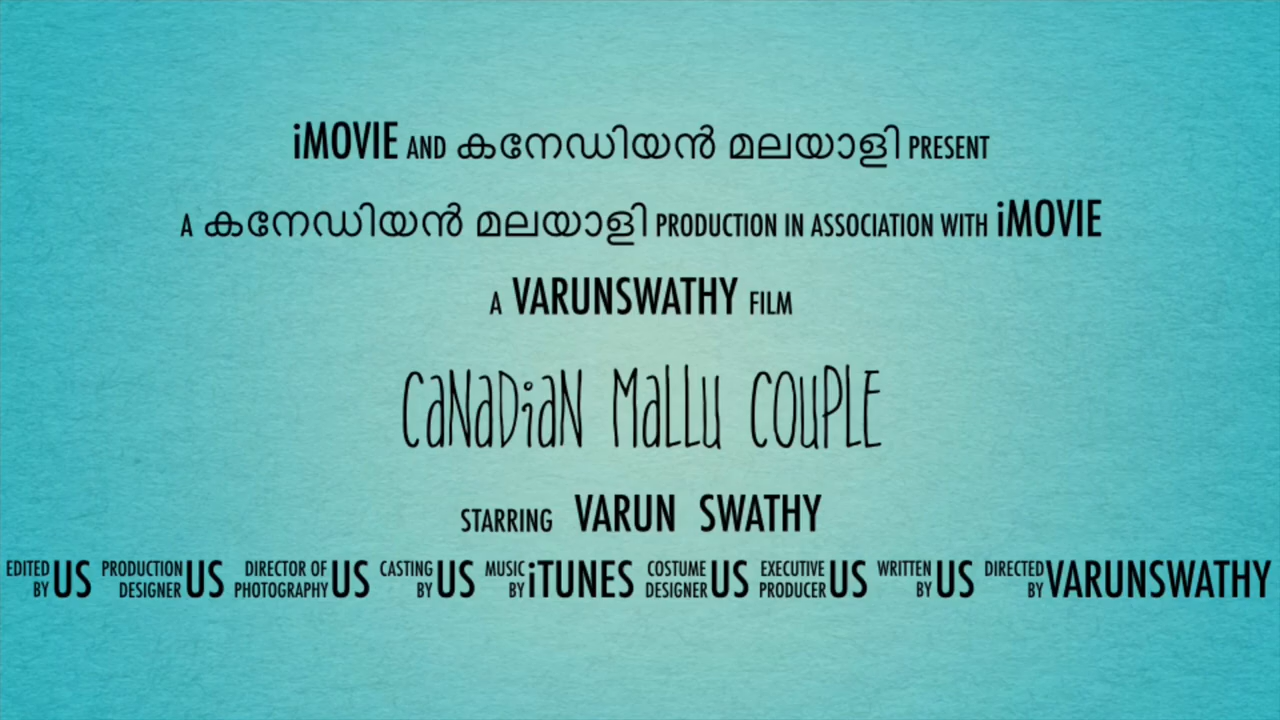 iMOVIE AND കനേഡിയൻ മലയാളി PRESENT
A കനേഡിയൻ മലയാളി PRODUCTION IN ASSOCIATION WITH iMOVIE
A VARUNSWATHY FILM
CaNaDiaN MaLLu COuPLE
STARRING VARUN SWATHY
EDITED BY US PRODUCTION DESIGNER US DIRECTOR OF PHOTOGRAPHY US CASTING BY US MUSIC BY iTUNES COSTUME DESIGNER US EXECUTIVE PRODUCER US WRITTEN BY US DIRECTED BY VARUNSWATHY